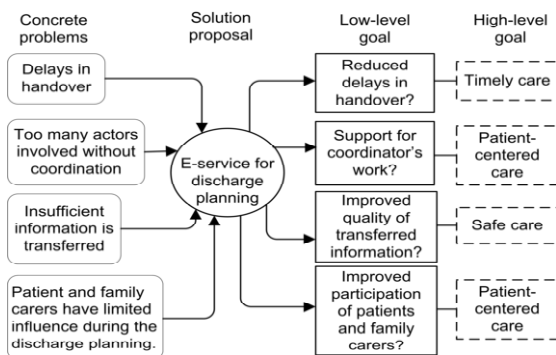 Concrete
problems
Solution
proposal
Low-level
goal
High-level
goal
Delays in
handover
Too many actors
involved without
coordination
Insufficient
information is
transferred
Patient and family
carers have limited
influence during the
discharge planning.
E-service for
discharge
planning
Reduced
delays in
handover?
Support for
coordinator's
work?
Improved
quality of
transferred
information?
Improved
participation
of patients
and family
carers?
Timely care
Patient-
centered
care
Safe care
Patient-
centered
care